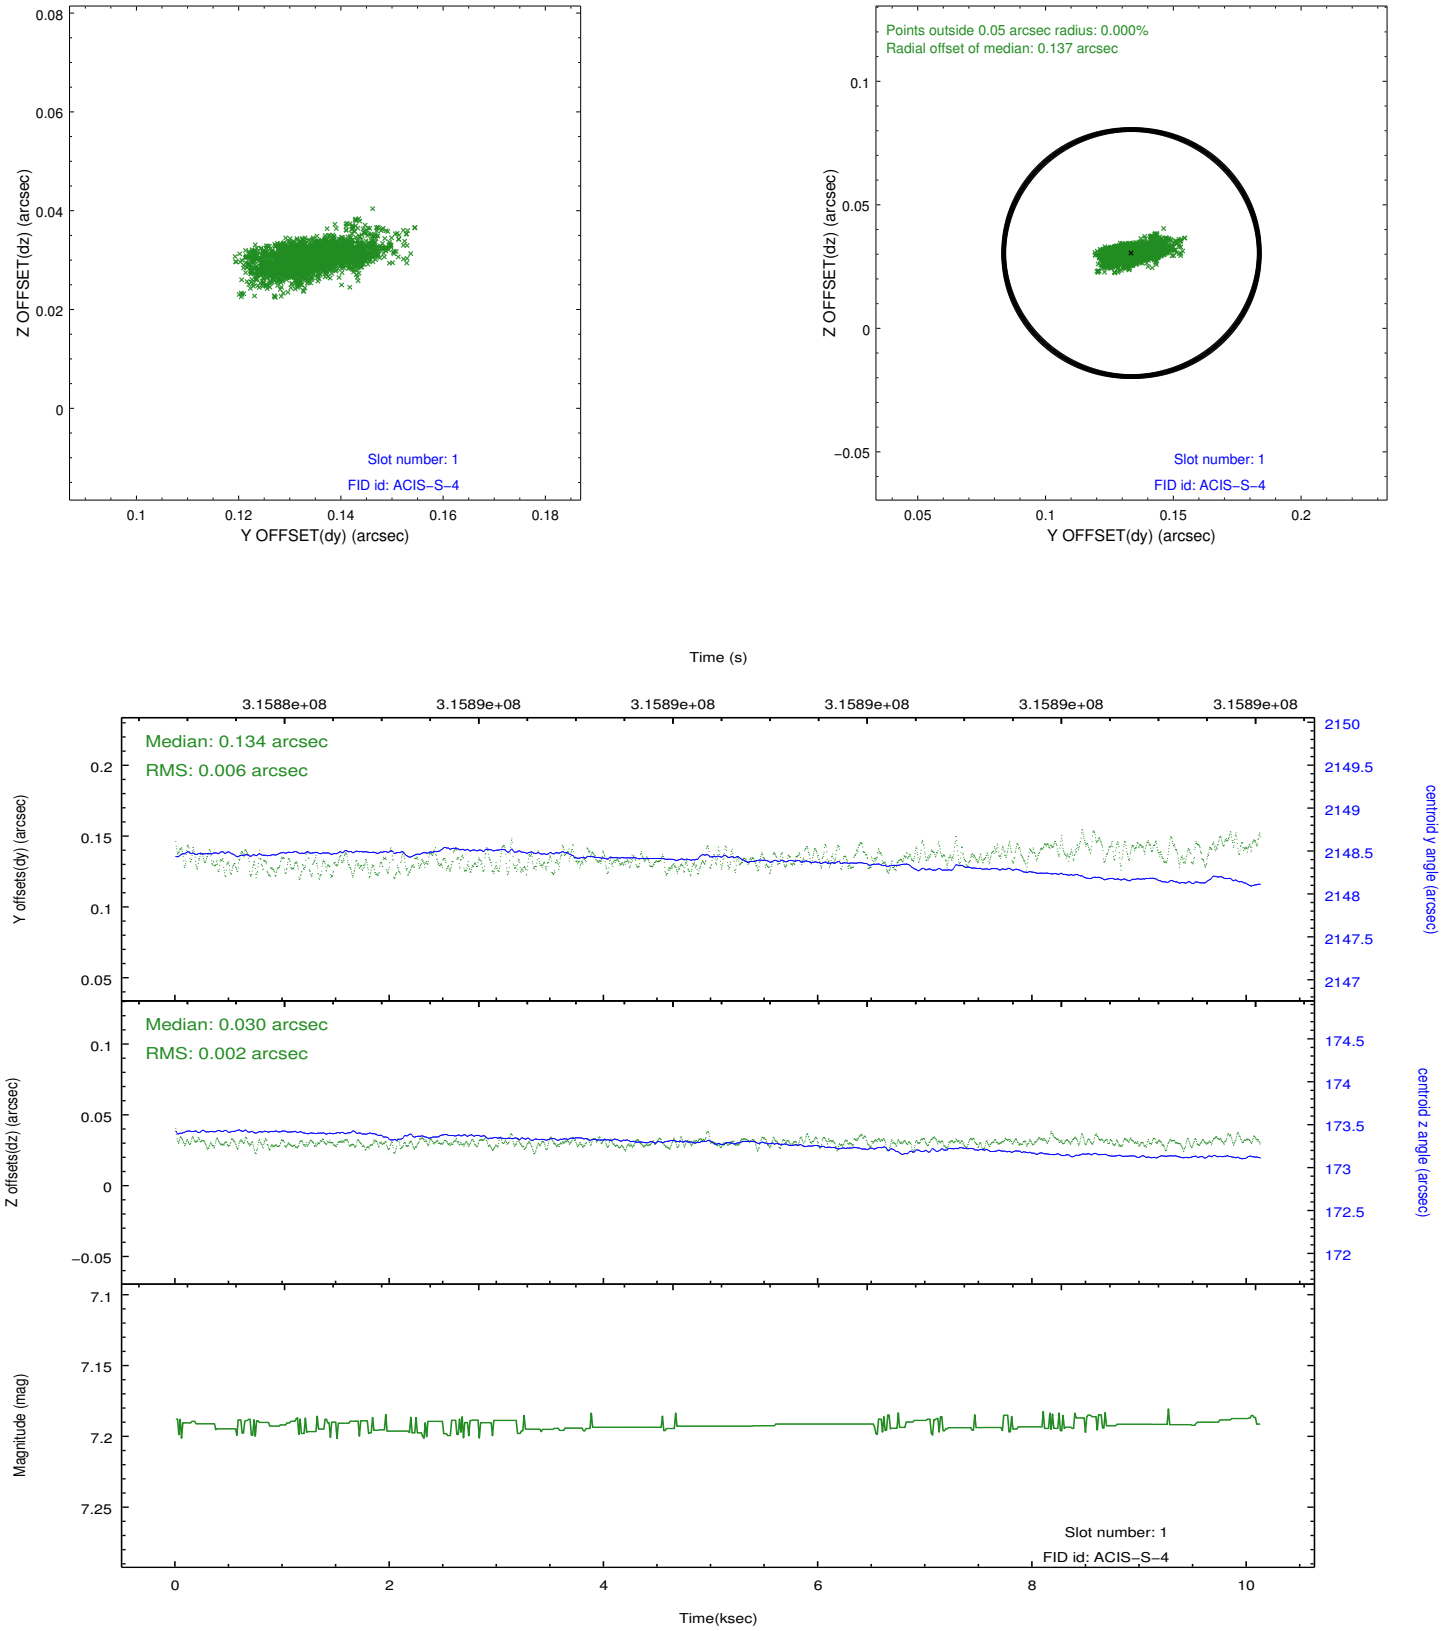 0.08
0.06
0.04
0.02
0
Z OFFSET(dz) (arcsec)
Slot number: 1
FID id: ACIS−S−4
0.1 0.12 0.14 0.16 0.18
Y OFFSET(dy) (arcsec)
Points outside 0.05 arcsec radius: 0.000%
Radial offset of median: 0.137 arcsec
0.1
0.05
0
−0.05
Z OFFSET(dz) (arcsec)
Slot number: 1
FID id: ACIS−S−4
0.05 0.1 0.15 0.2
Y OFFSET(dy) (arcsec)
Time (s)
3.1588e+08 3.1589e+08 3.1589e+08 3.1589e+08 3.1589e+08 3.1589e+08
Median: 0.134 arcsec
RMS: 0.006 arcsec
0.2
0.15
0.1
0.05
Y offsets(dy) (arcsec)
2150
2149.5
2149
2148.5
2148
2147.5
2147
centroid y angle (arcsec)
Median: 0.030 arcsec
RMS: 0.002 arcsec
0.1
0.05
0
−0.05
Z offsets(dz) (arcsec)
174.5
174
173.5
173
172.5
172
centroid z angle (arcsec)
7.1
7.15
7.2
7.25
Magnitude (mag)
Slot number: 1
FID id: ACIS−S−4
0 2 4 6 8 10
Time(ksec)